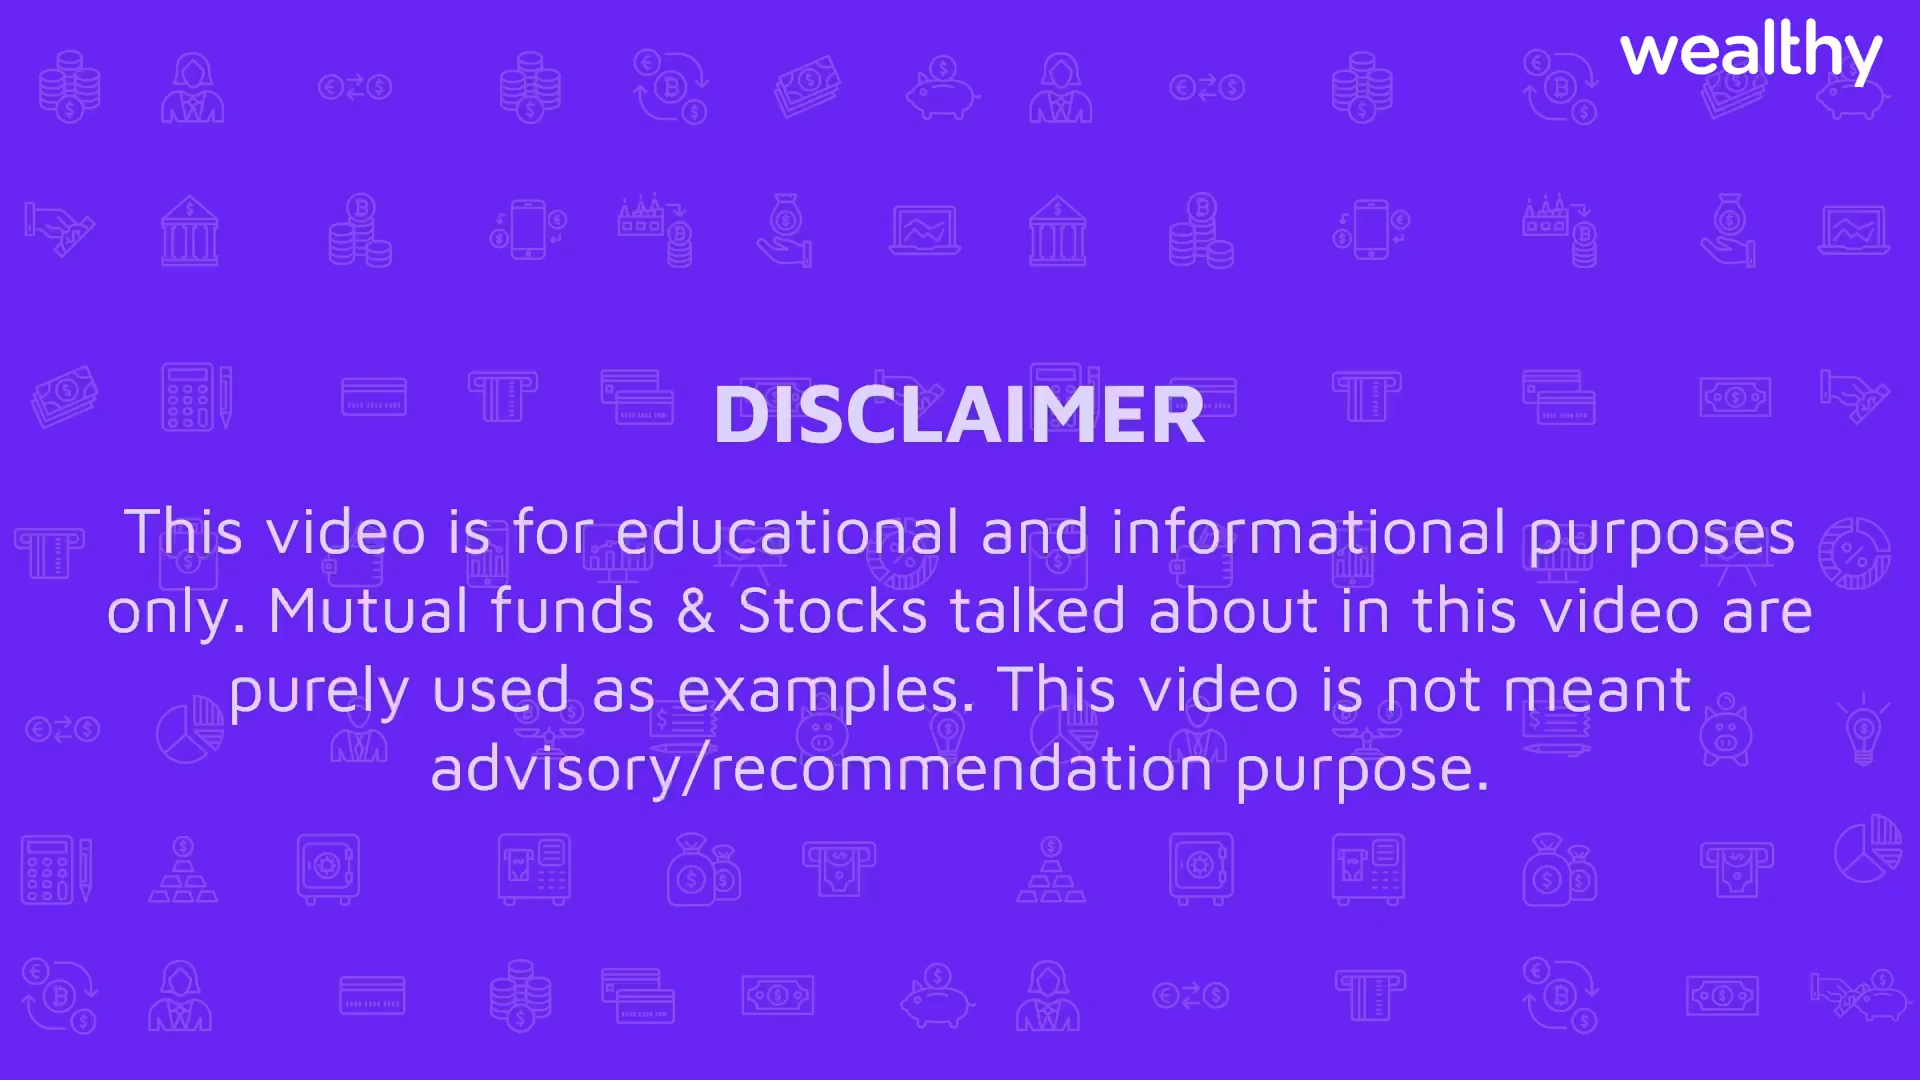 wealthy
DISCLAIMER
This video is for educational and informational purposes
only. Mutual funds & Stocks talked about in this video are
purely used as examples. This video is not meant
advisory/recommendation purpose.